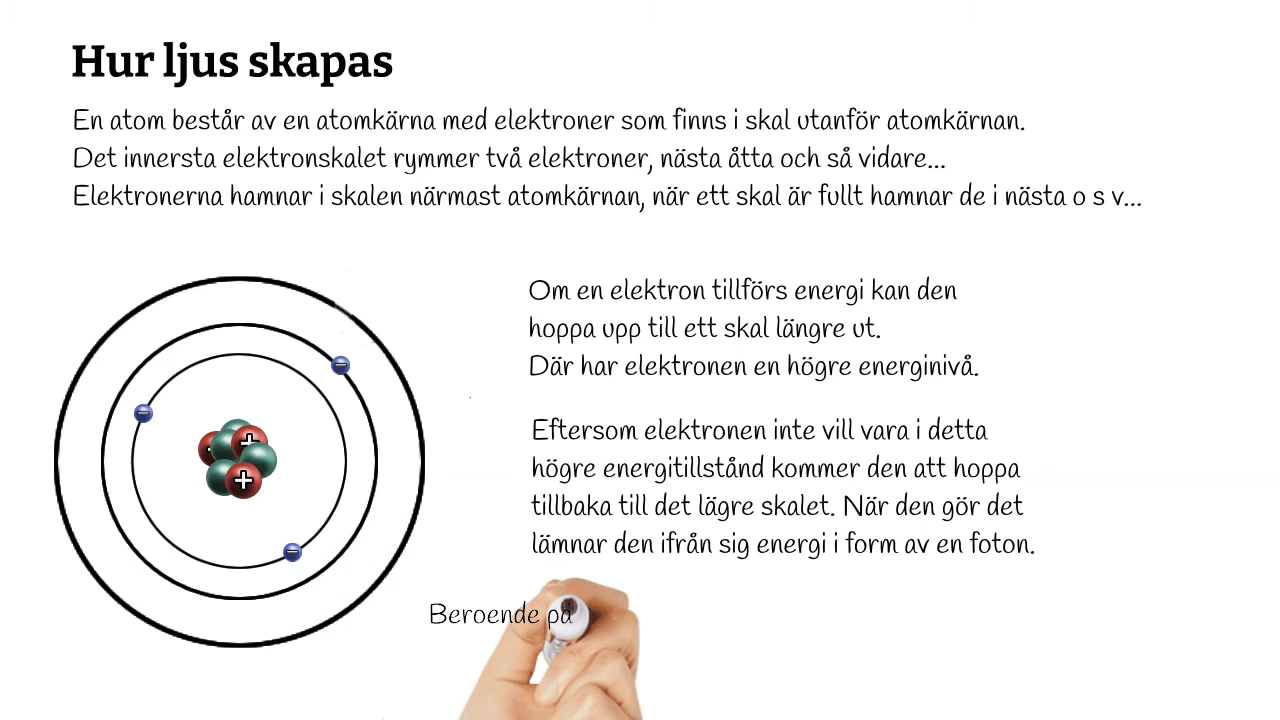 Hur ljus skapas
En atom består av en atomkärna med elektroner som finns i skal utanför atomkärnan.
Det innersta elektronskalet rymmer två elektroner, nästa åtta och så vidare...
Elektronerna hamnar i skalen närmast atomkärnan, när ett skal är fullt hamnar de i nästa o s v...
Om en elektron tillförs energi kan den
hoppa upp till ett skal längre ut.
Där har elektronen en högre energinivå.
Eftersom elektronen inte vill vara i detta
högre energitillstånd kommer den att hoppa
tillbaka till det lägre skalet. När den gör det
lämnar den ifrån sig energi i form av en foton.
Beroende på